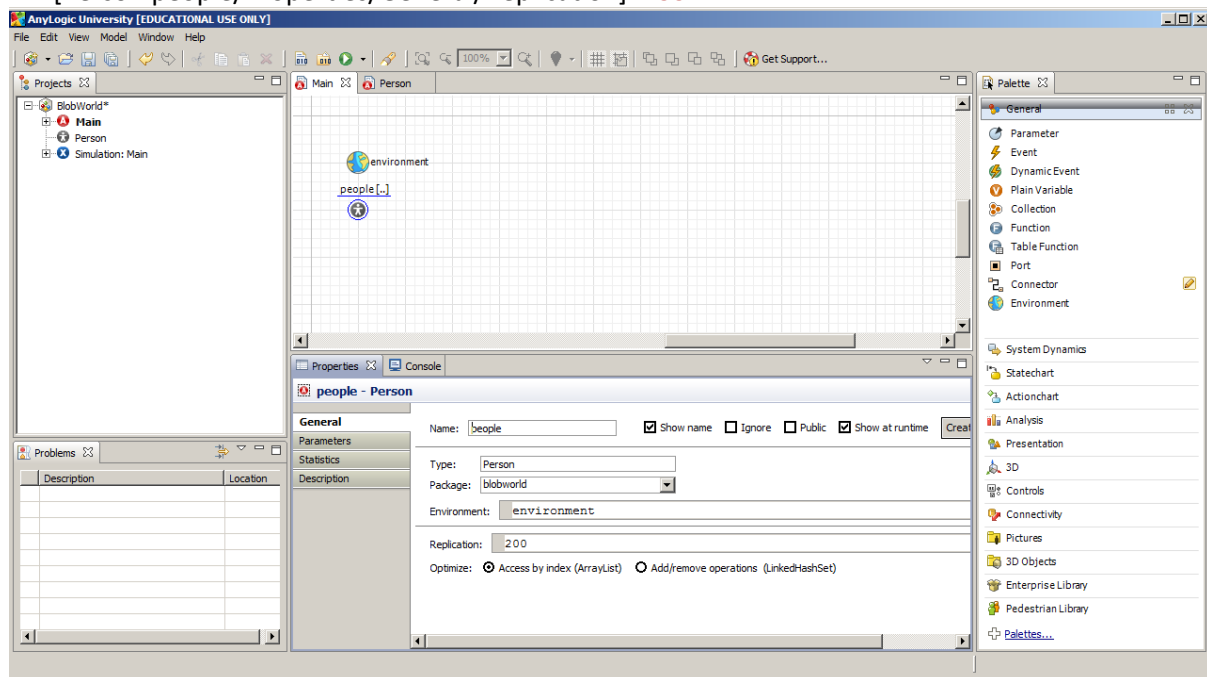 AnyLogic University [EDUCATIONAL USE ONLY]
File Edit View Model Window Help
100%
Get Support...
Projects
BlobWorld*
Main
Person
Simulation: Main
Main Person
environment
people [..]
Properties Console
people - Person
General
Parameters
Statistics
Description
Name: people Show name Ignore Public Show at runtime Creat
Type: Person
Package: blobworld
Environment: environment
Replication: 200
Optimize: Access by index (ArrayList) Add/remove operations (LinkedHashSet)
Problems
Description Location
Palette
General
Parameter
Event
Dynamic Event
Plain Variable
Collection
Function
Table Function
Port
Connector
Environment
System Dynamics
Statechart
Actionchart
Analysis
Presentation
3D
Controls
Connectivity
Pictures
3D Objects
Enterprise Library
Pedestrian Library
Palettes...